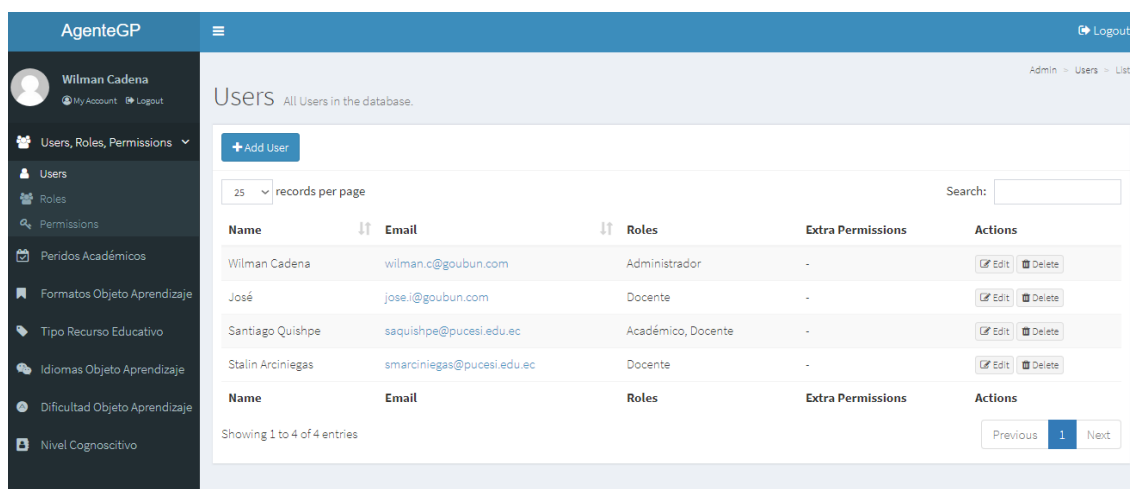 AgenteGP
Logout
Wilman Cadena
My Account Logout
Admin > Users > List
Users All Users in the database.
Users, Roles, Permissions
Users
Roles
Permissions
Peridos Académicos
Formatos Objeto Aprendizaje
Tipo Recurso Educativo
Idiomas Objeto Aprendizaje
Dificultad Objeto Aprendizaje
Nivel Cognoscitivo
Add User
25 records per page
Search:
Name Email Roles Extra Permissions Actions
Wilman Cadena wilman.c@goubun.com Administrador - Edit Delete
José jose.i@goubun.com Docente - Edit Delete
Santiago Quishpe saquishpe@pucesi.edu.ec Académico, Docente - Edit Delete
Stalin Arciniegas smarciniegas@pucesi.edu.ec Docente - Edit Delete
Name Email Roles Extra Permissions Actions
Showing 1 to 4 of 4 entries
Previous 1 Next